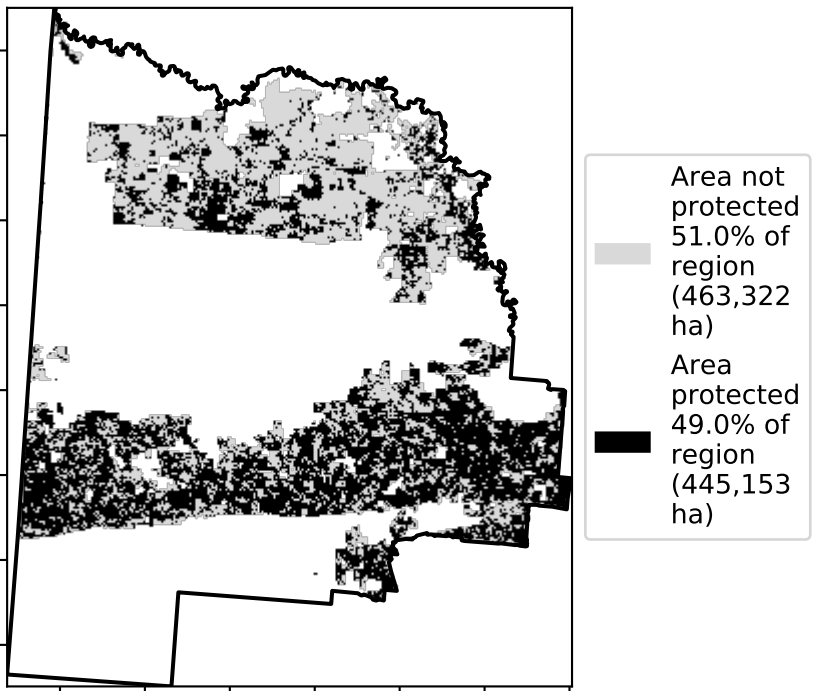 Area not
protected
51.0% of
region
(463,322
ha)
Area
protected
49.0% of
region
(445,153
ha)